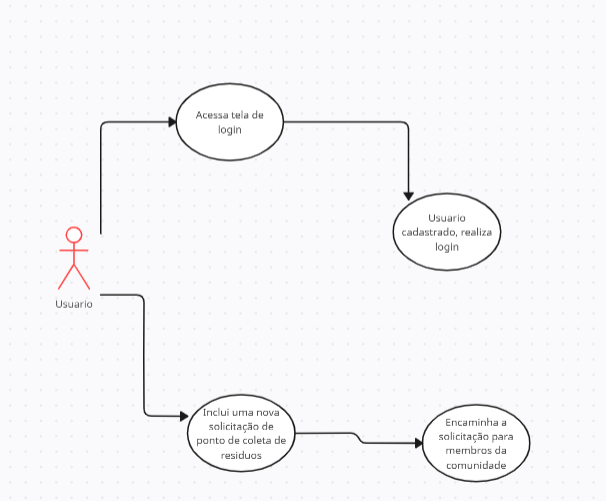 Acessa tela de
login
Usuario
cadastrado, realiza
login
Usuario
Inclui uma nova
solicitação de
ponto de coleta de
residuos
Encaminha a
solicitação para
membros da
comunidade